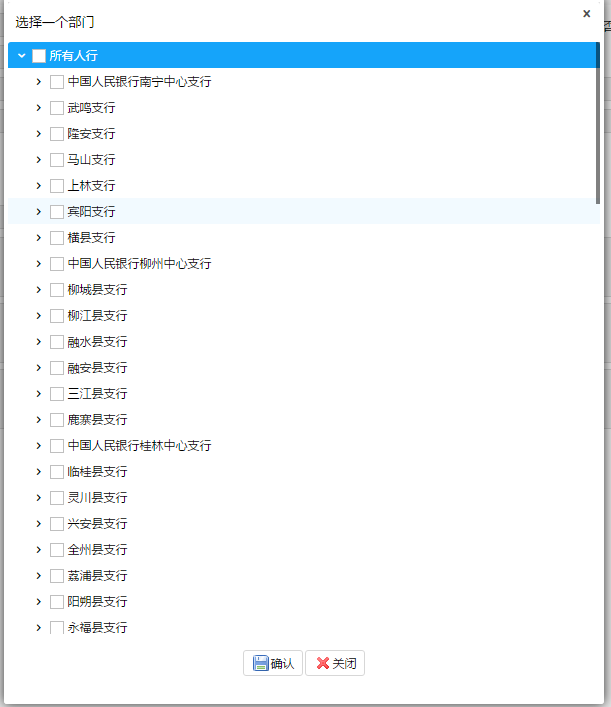 选择一个部门
所有人行
中国人民银行南宁中心支行
武鸣支行
隆安支行
马山支行
上林支行
宾阳支行
横县支行
中国人民银行柳州中心支行
柳城县支行
柳江县支行
融水县支行
融安县支行
三江县支行
鹿寨县支行
中国人民银行桂林中心支行
临桂县支行
灵川县支行
兴安县支行
全州县支行
荔浦县支行
阳朔县支行
永福县支行
确认 关闭